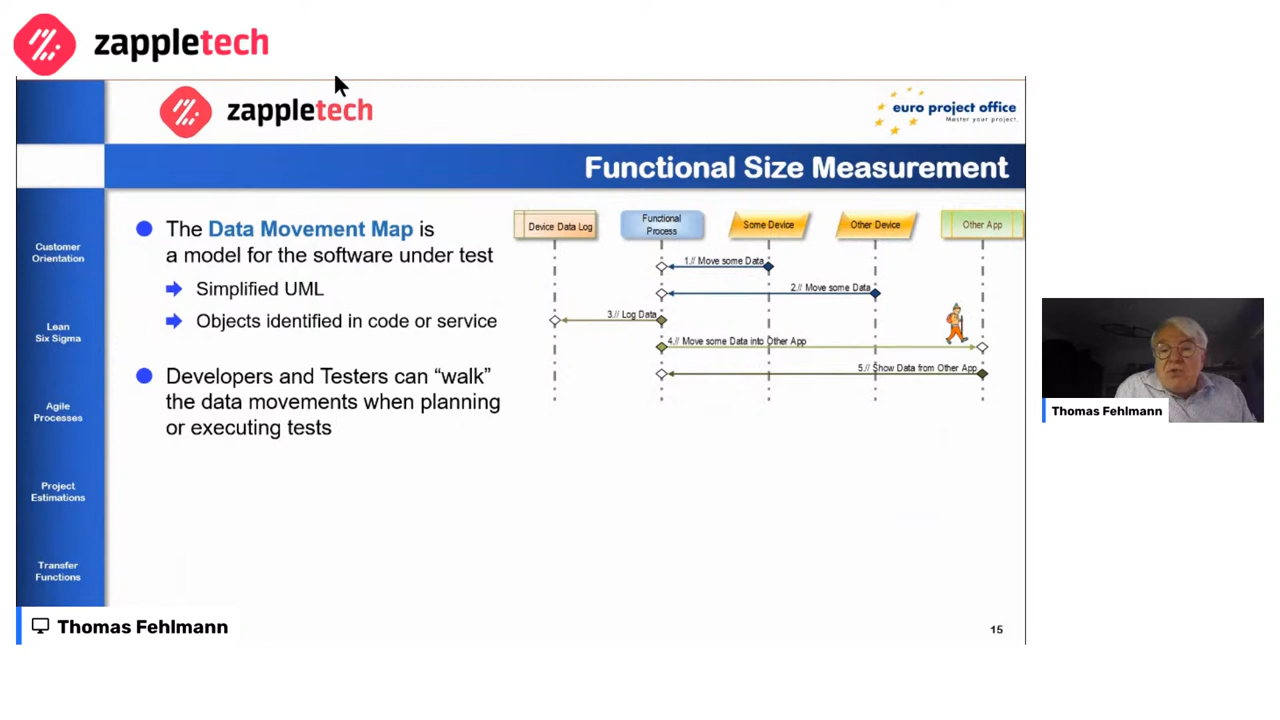 zappletech
zappletech
euro project office
Master your project.
Functional Size Measurement
Customer
Orientation
Lean
Six Sigma
Agile
Processes
Project
Estimations
Transfer
Functions
The Data Movement Map is
a model for the software under test
Simplified UML
Objects identified in code or service
Developers and Testers can “walk”
the data movements when planning
or executing tests
Device Data Log
Functional
Process
Some Device
Other Device
Other App
1.// Move some Data
2.// Move some Data
3.// Log Data
4.// Move some Data into Other App
5.// Show Data from Other App
Thomas Fehlmann
Thomas Fehlmann
15